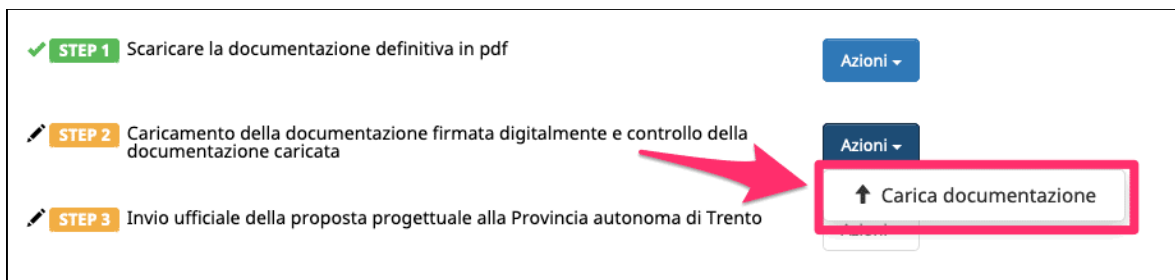 STEP 1 Scaricare la documentazione definitiva in pdf
Azioni
STEP 2 Caricamento della documentazione firmata digitalmente e controllo della
documentazione caricata
Azioni
Carica documentazione
STEP 3 Invio ufficiale della proposta progettuale alla Provincia autonoma di Trento